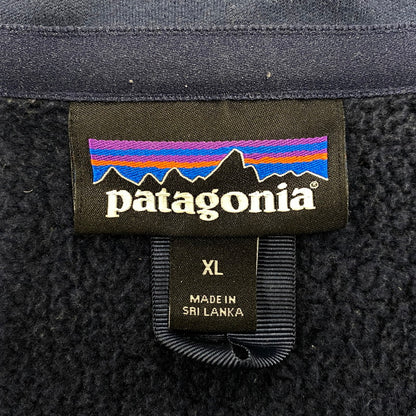 patagonia®
XL
MADE IN
SRI LANKA